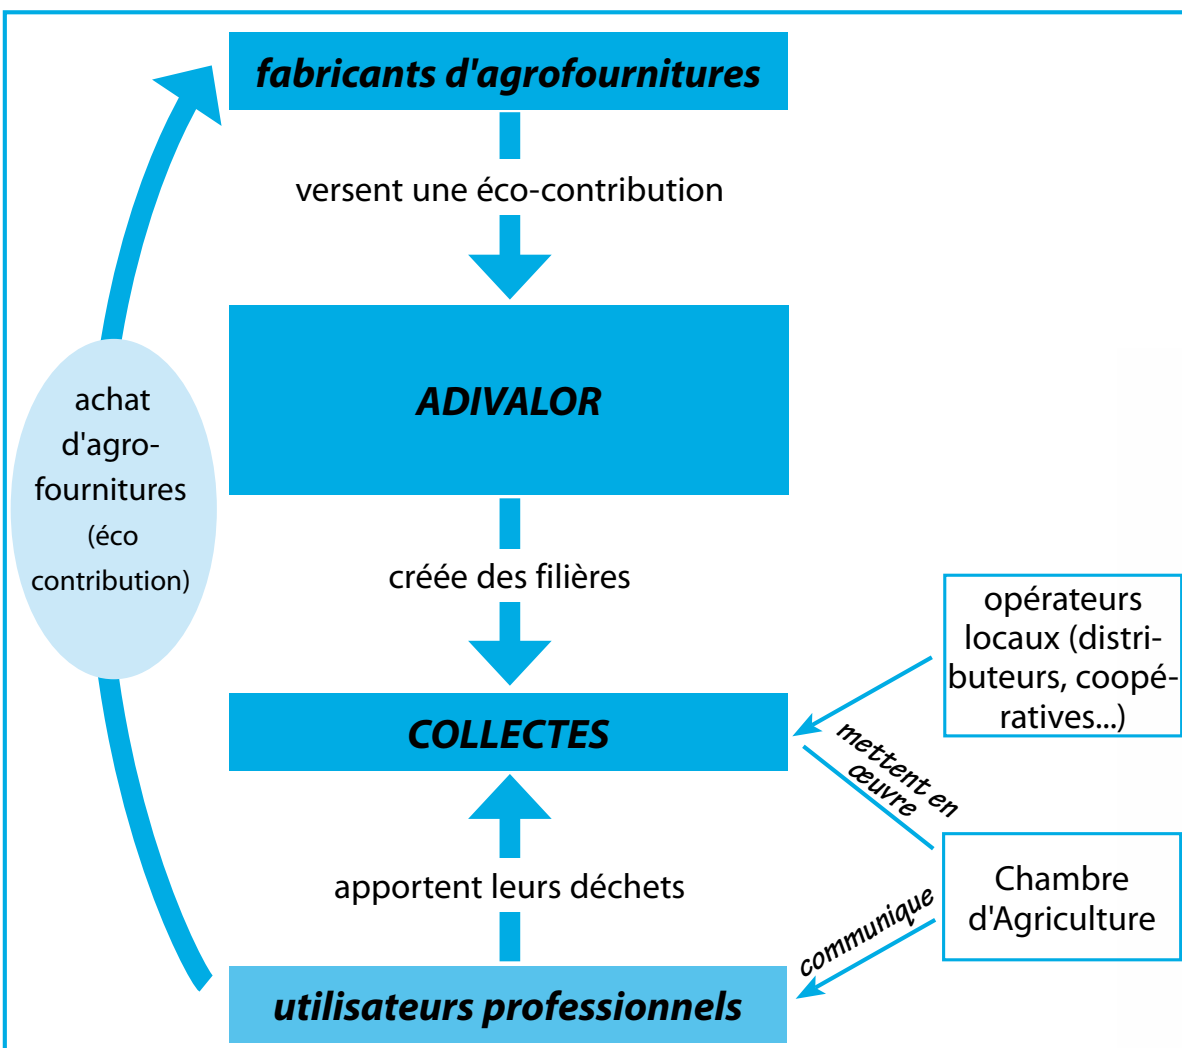 fabricants d'agrofournitures
versent une éco-contribution
ADIVALOR
achat
d'agro-
fournitures
(éco
contribution)
créée des filières
opérateurs
locaux (distri-
buteurs, coopé-
ratives...)
COLLECTES
mettent en
œuvre
apportent leurs déchets
Chambre
d'Agriculture
communique
utilisateurs professionnels